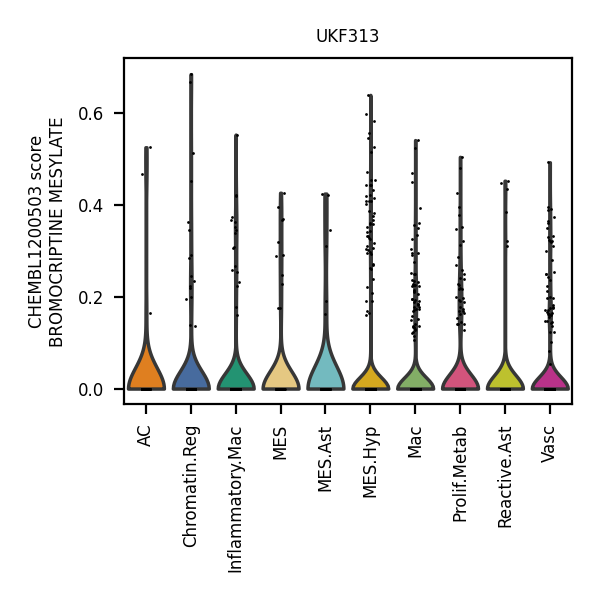 UKF313
CHEMBL1200503 score
BROMOCRIPTINE MESYLATE
0.6
0.4
0.2
0.0
AC
Chromatin.Reg
Inflammatory.Mac
MES
MES.Ast
MES.Hyp
Mac
Prolif.Metab
Reactive.Ast
Vasc